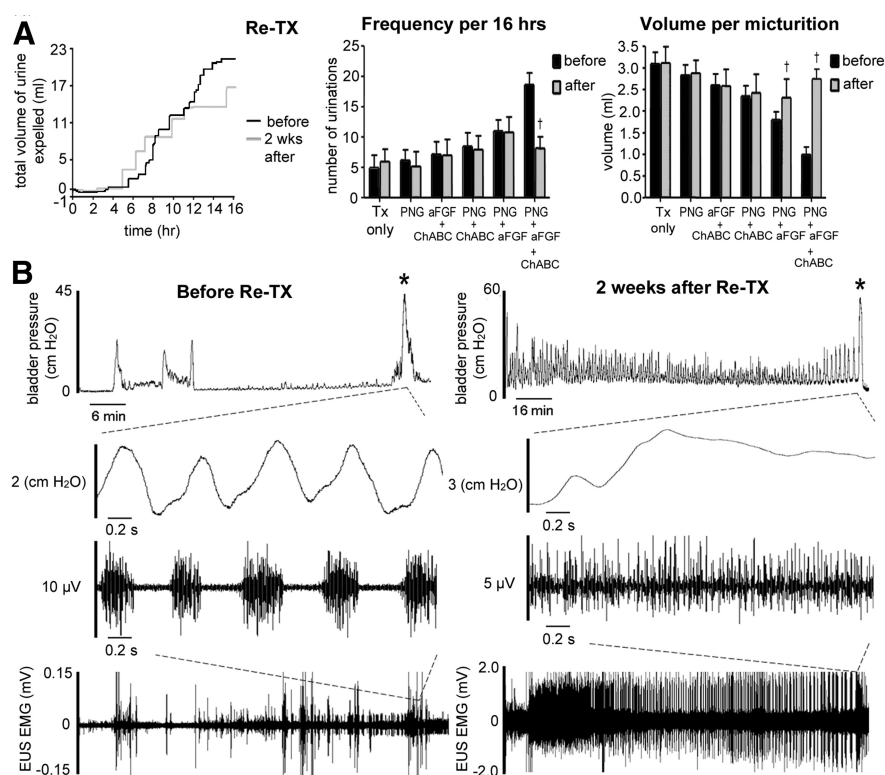 A
Re-TX
total volume of urine
expelled (ml)
23
17
11
5
0
-1
0 2 4 6 8 10 12 14 16
time (hr)
before
2 wks
after
Frequency per 16 hrs
number of urinations
25
20
15
10
5
0
†
before
after
Tx
only
PNG
aFGF
+
ChABC
PNG
+
ChABC
PNG
+
aFGF
PNG
+
aFGF
+
ChABC
Volume per micturition
volume (ml)
3.5
3.0
2.5
2.0
1.5
1.0
0.5
0.0
† †
before
after
Tx
only
PNG
aFGF
+
ChABC
PNG
+
ChABC
PNG
+
aFGF
PNG
+
aFGF
+
ChABC
B
Before Re-TX
bladder pressure
(cm H₂O)
45
0
*
6 min
2 (cm H₂O)
0.2 s
10 µV
0.2 s
EUS EMG (mV)
0.15
0
-0.15
2 weeks after Re-TX
bladder pressure
(cm H₂O)
60
0
*
16 min
3 (cm H₂O)
0.2 s
5 µV
0.2 s
EUS EMG (mV)
2.0
0
-2.0